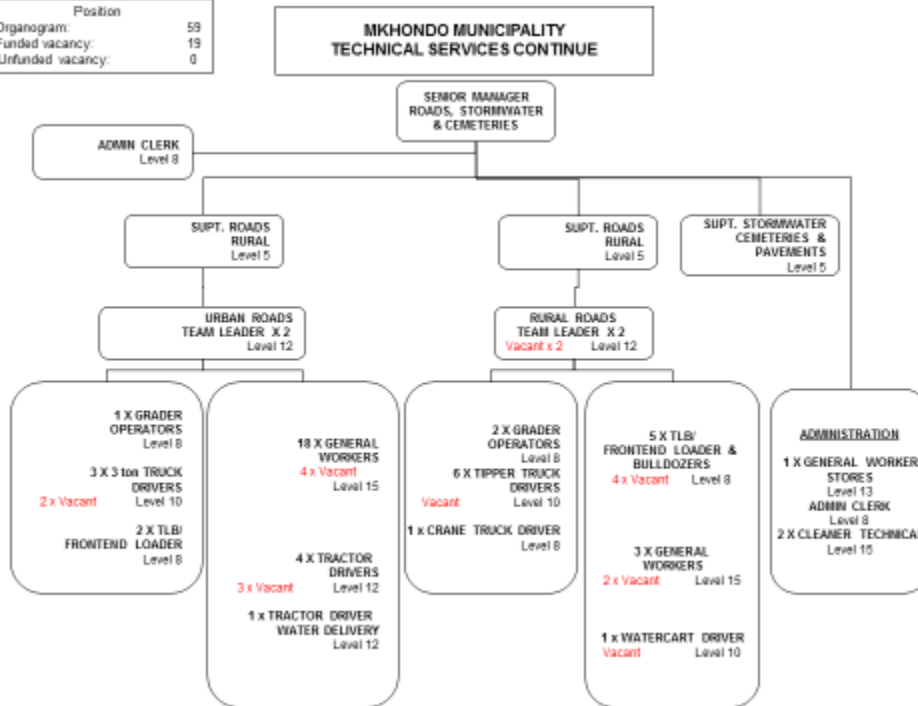 Position
Organogram: 59
Funded vacancy: 19
Unfunded vacancy: 0
MKHONDO MUNICIPALITY
TECHNICAL SERVICES CONTINUE
SENIOR MANAGER
ROADS, STORMWATER
& CEMETERIES
ADMIN CLERK
Level 8
SUPT. ROADS
RURAL
Level 5
SUPT. ROADS
RURAL
Level 5
SUPT. STORMWATER
CEMETERIES &
PAVEMENTS
Level 5
URBAN ROADS
TEAM LEADER X 2
Level 12
RURAL ROADS
TEAM LEADER X 2
Vacant x 2 Level 12
1 X GRADER
OPERATORS
Level 8
3 X 3 ton TRUCK
DRIVERS
2 x Vacant Level 10
2 X TLB/
FRONTEND LOADER
Level 8
18 X GENERAL
WORKERS
4 x Vacant
Level 15
4 X TRACTOR
DRIVERS
3 x Vacant Level 12
1 x TRACTOR DRIVER
WATER DELIVERY
Level 12
2 X GRADER
OPERATORS
Level 8
6 X TIPPER TRUCK
DRIVERS
Vacant Level 10
1 x CRANE TRUCK DRIVER
Level 8
5 X TLB/
FRONTEND LOADER &
BULLDOZERS
4 x Vacant Level 8
3 X GENERAL
WORKERS
2 x Vacant Level 15
1 x WATERCART DRIVER
Vacant Level 10
ADMINISTRATION
1 X GENERAL WORKER
STORES
Level 13
ADMIN CLERK
Level 8
2 X CLEANER TECHNICAL
Level 15